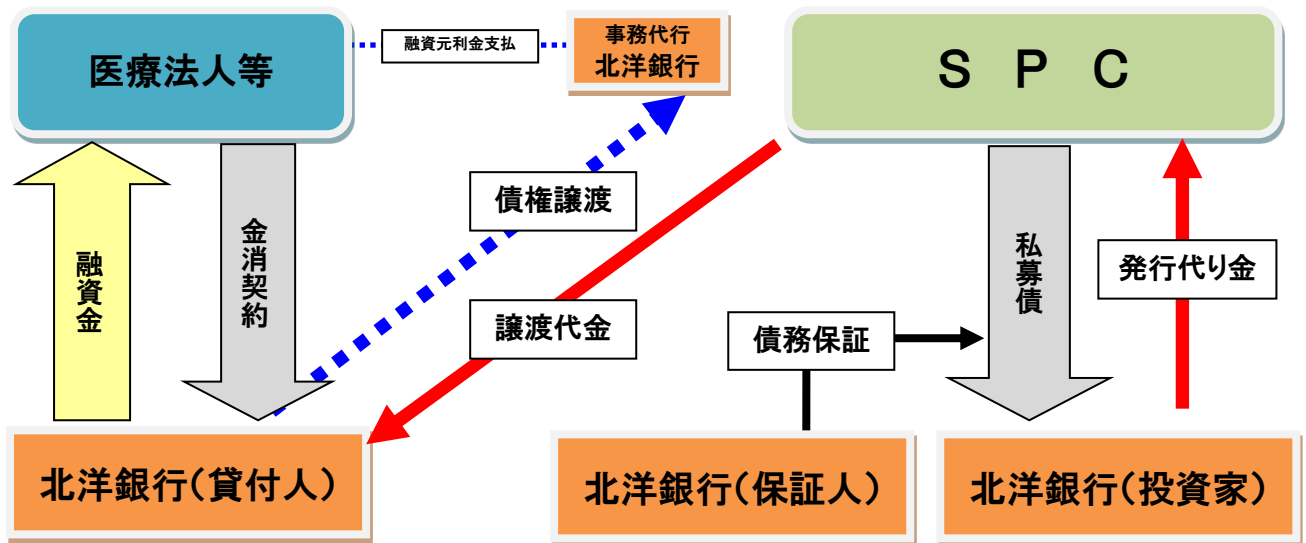 医療法人等
融資元利金支払
事務代行
北洋銀行
S P C
債権譲渡
融資金
金消契約
私募債
発行代り金
譲渡代金
債務保証
北洋銀行(貸付人)
北洋銀行(保証人)
北洋銀行(投資家)